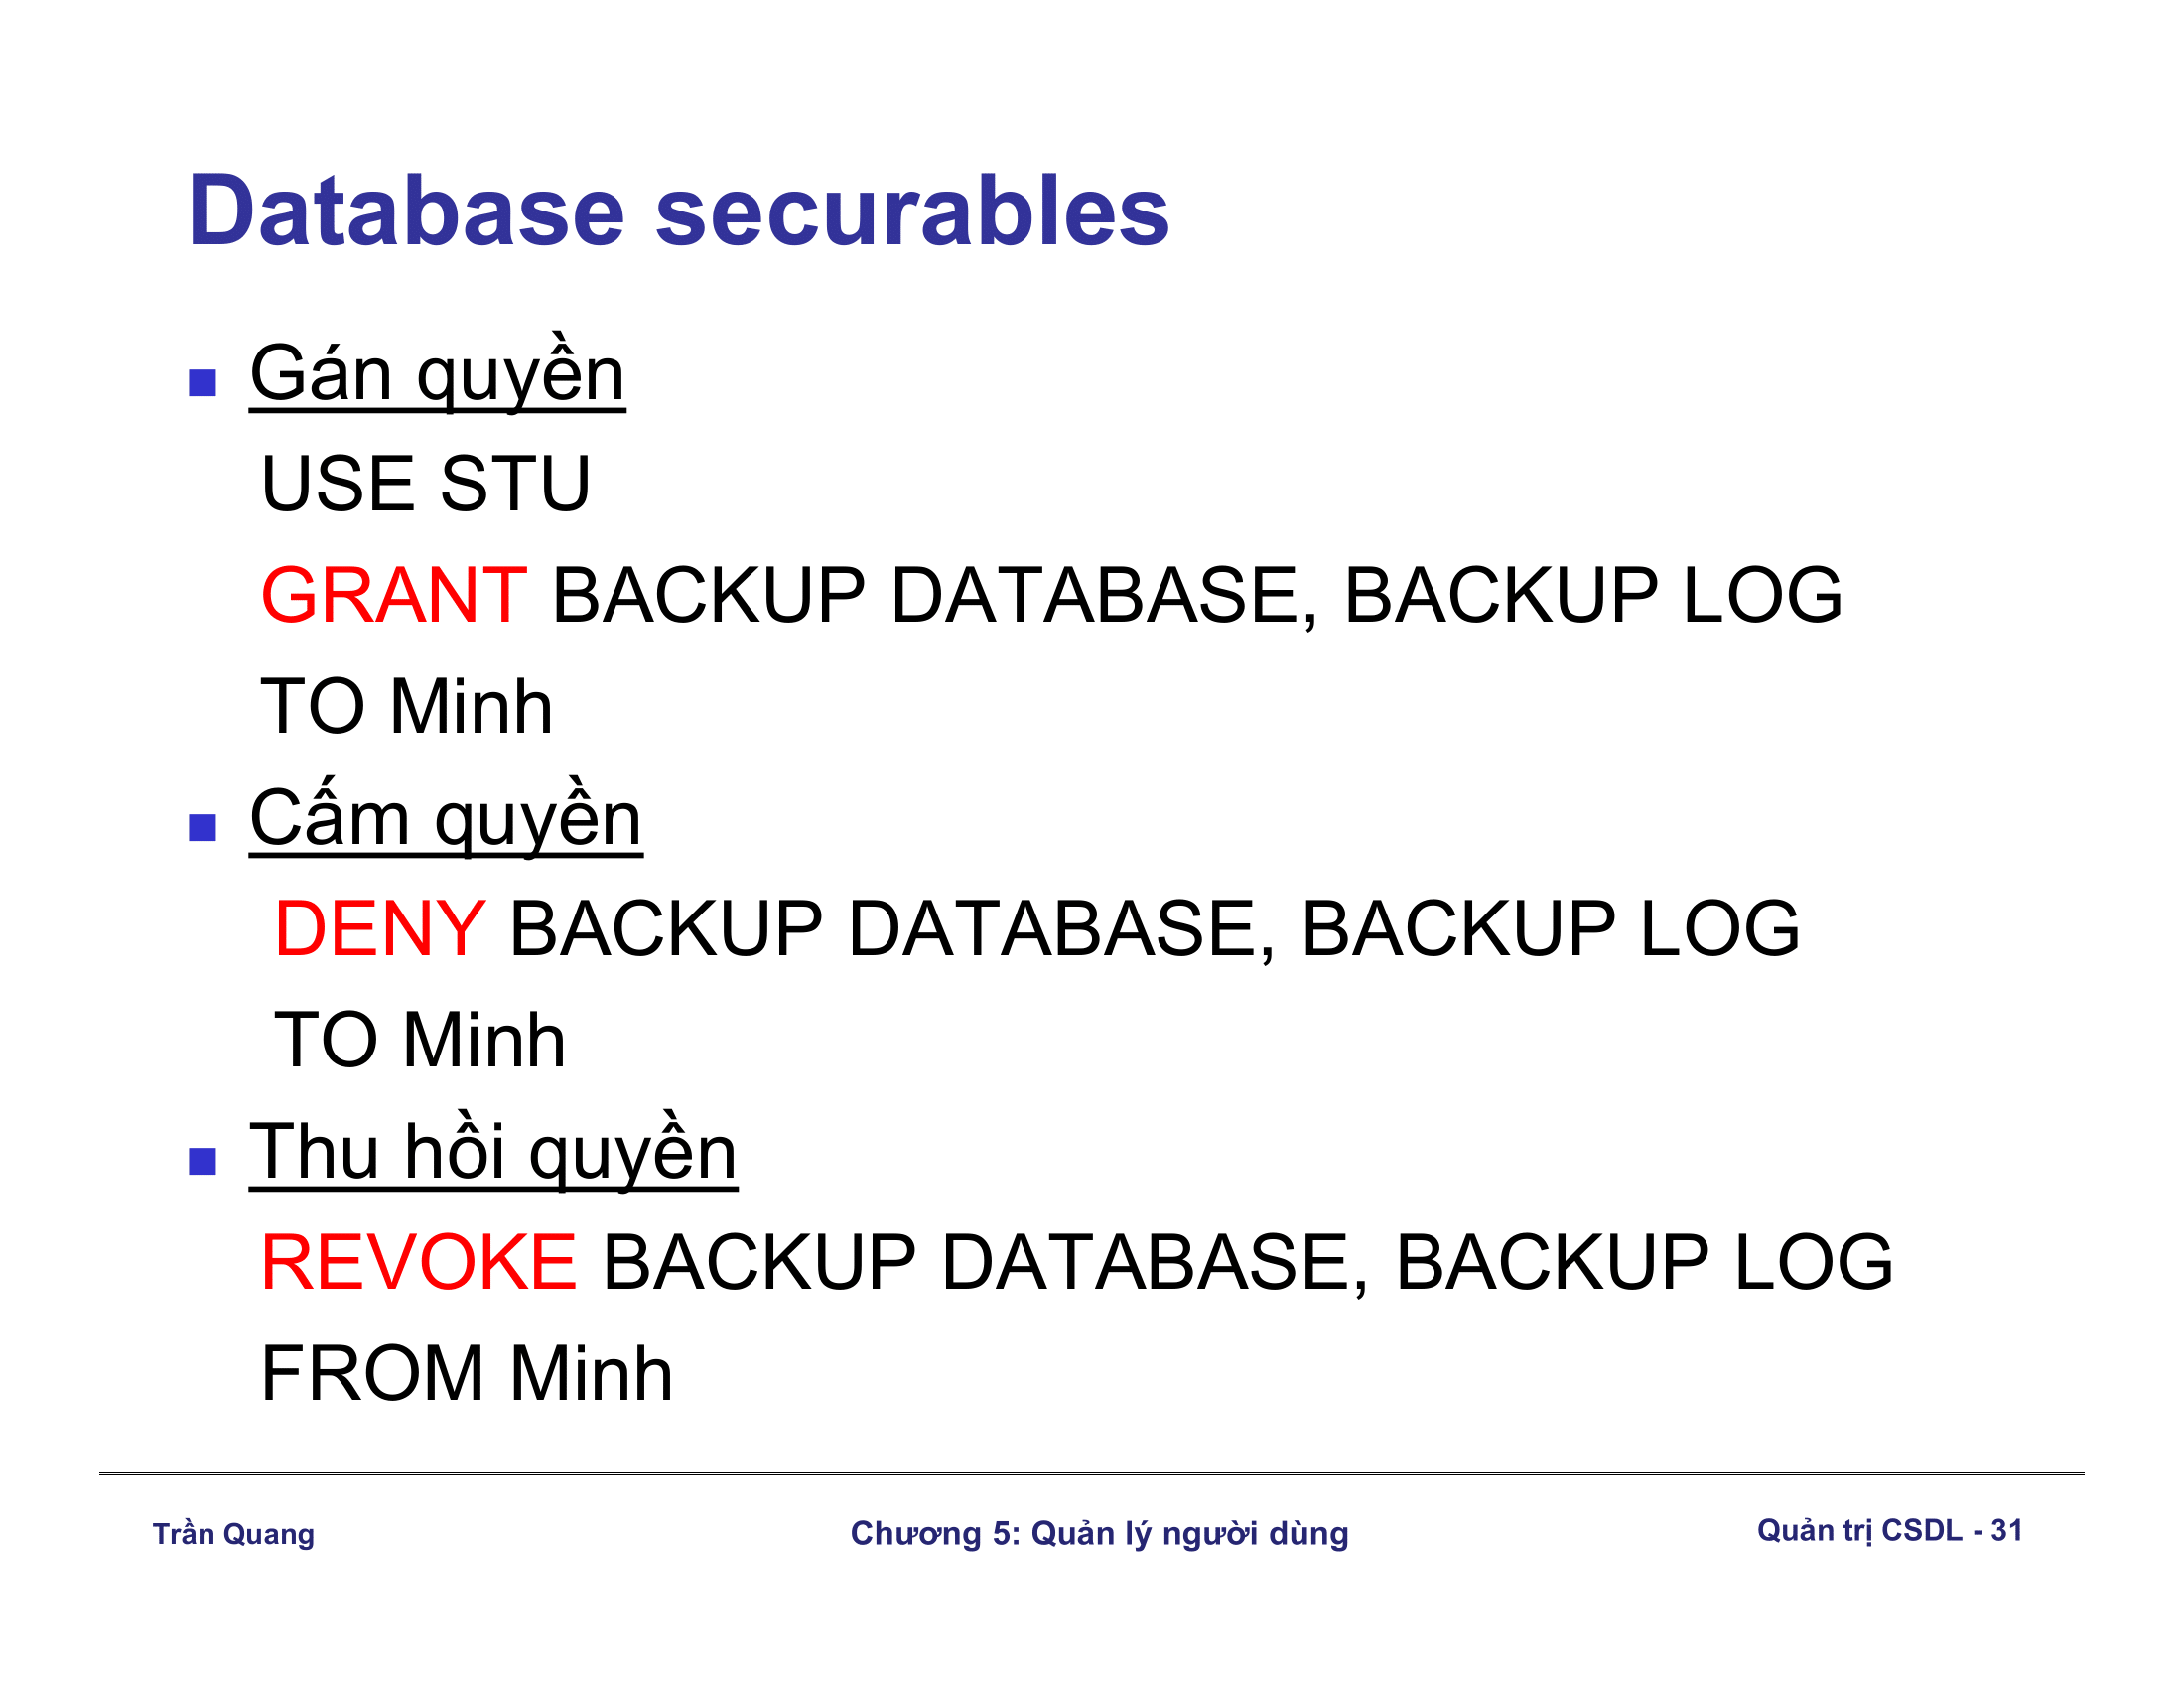 Database securables
Gán quyền
USE STU
GRANT BACKUP DATABASE, BACKUP LOG
TO Minh
Cấm quyền
DENY BACKUP DATABASE, BACKUP LOG
TO Minh
Thu hồi quyền
REVOKE BACKUP DATABASE, BACKUP LOG
FROM Minh
Trần Quang
Chương 5: Quản lý người dùng
Quản trị CSDL - 31